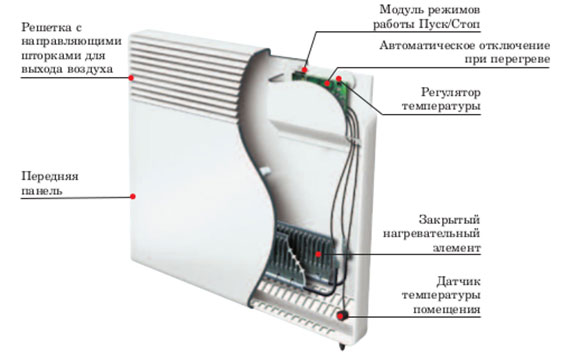 Решетка с
направляющими
шторками для
выхода воздуха
Передняя
панель
Модуль режимов
работы Пуск/Стоп
Автоматическое отключение
при перегреве
Регулятор
температуры
Закрытый
нагревательный
элемент
Датчик
температуры
помещения